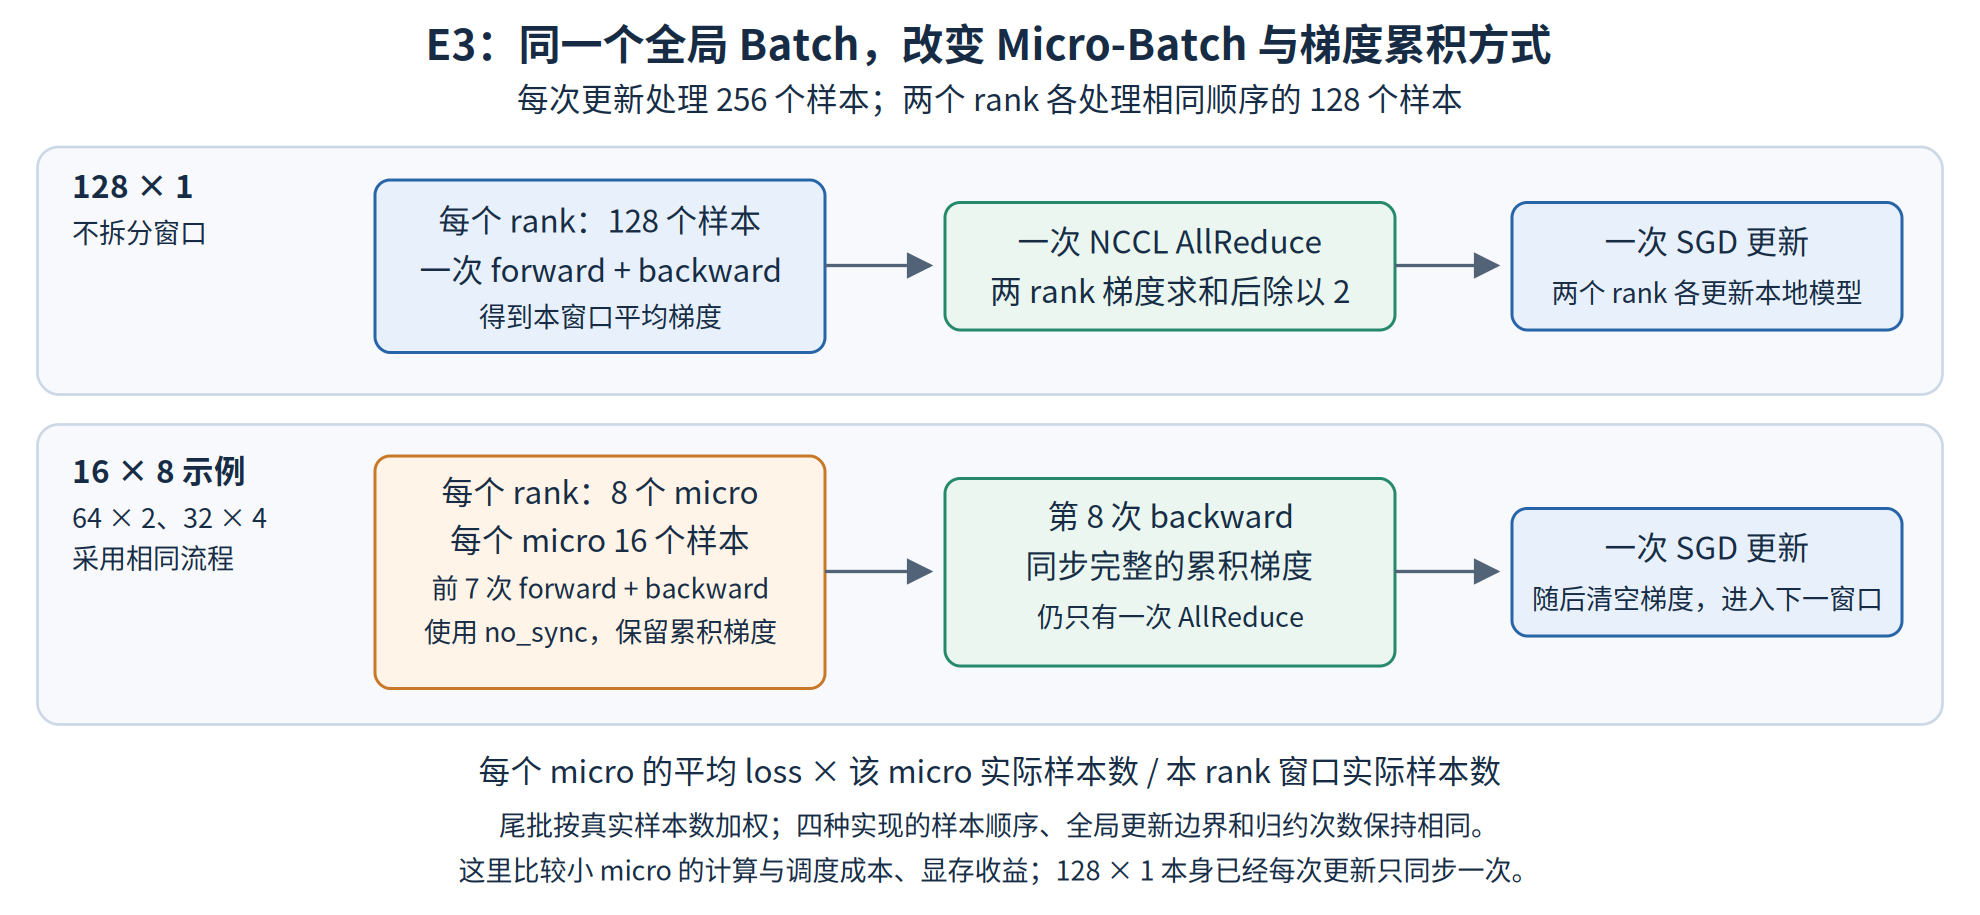 E3：同一个全局 Batch，改变 Micro-Batch 与梯度累积方式
每次更新处理 256 个样本；两个 rank 各处理相同顺序的 128 个样本
128 × 1
不拆分窗口
每个 rank：128 个样本
一次 forward + backward
得到本窗口平均梯度
一次 NCCL AllReduce
两 rank 梯度求和后除以 2
一次 SGD 更新
两个 rank 各更新本地模型
16 × 8 示例
64 × 2、32 × 4
采用相同流程
每个 rank：8 个 micro
每个 micro 16 个样本
前 7 次 forward + backward
使用 no_sync，保留累积梯度
第 8 次 backward
同步完整的累积梯度
仍只有一次 AllReduce
一次 SGD 更新
随后清空梯度，进入下一窗口
每个 micro 的平均 loss × 该 micro 实际样本数 / 本 rank 窗口实际样本数
尾批按真实样本数加权；四种实现的样本顺序、全局更新边界和归约次数保持相同。
这里比较小 micro 的计算与调度成本、显存收益；128 × 1 本身已经每次更新只同步一次。